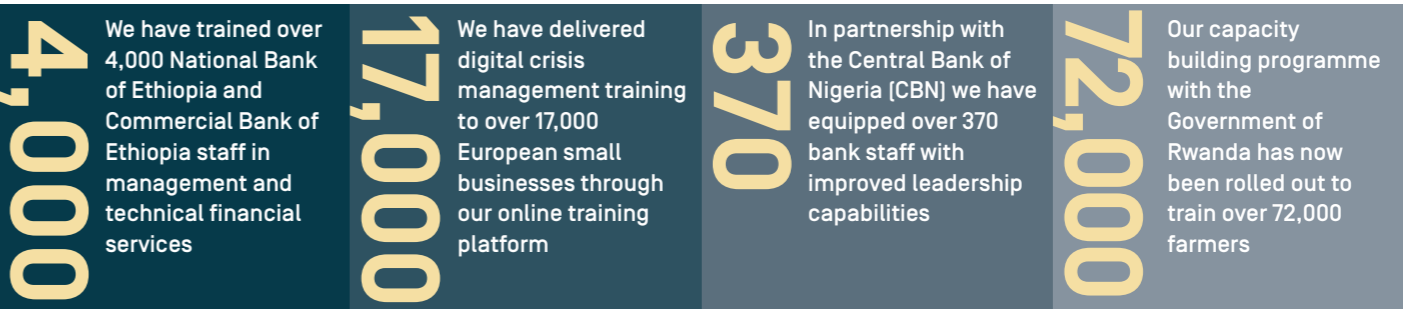 4,000
We have trained over
4,000 National Bank
of Ethiopia and
Commercial Bank of
Ethiopia staff in
management and
technical financial
services
17,000
We have delivered
digital crisis
management training
to over 17,000
European small
businesses through
our online training
platform
370
In partnership with
the Central Bank of
Nigeria (CBN) we have
equipped over 370
bank staff with
improved leadership
capabilities
72,000
Our capacity
building programme
with the
Government of
Rwanda has now
been rolled out to
train over 72,000
farmers